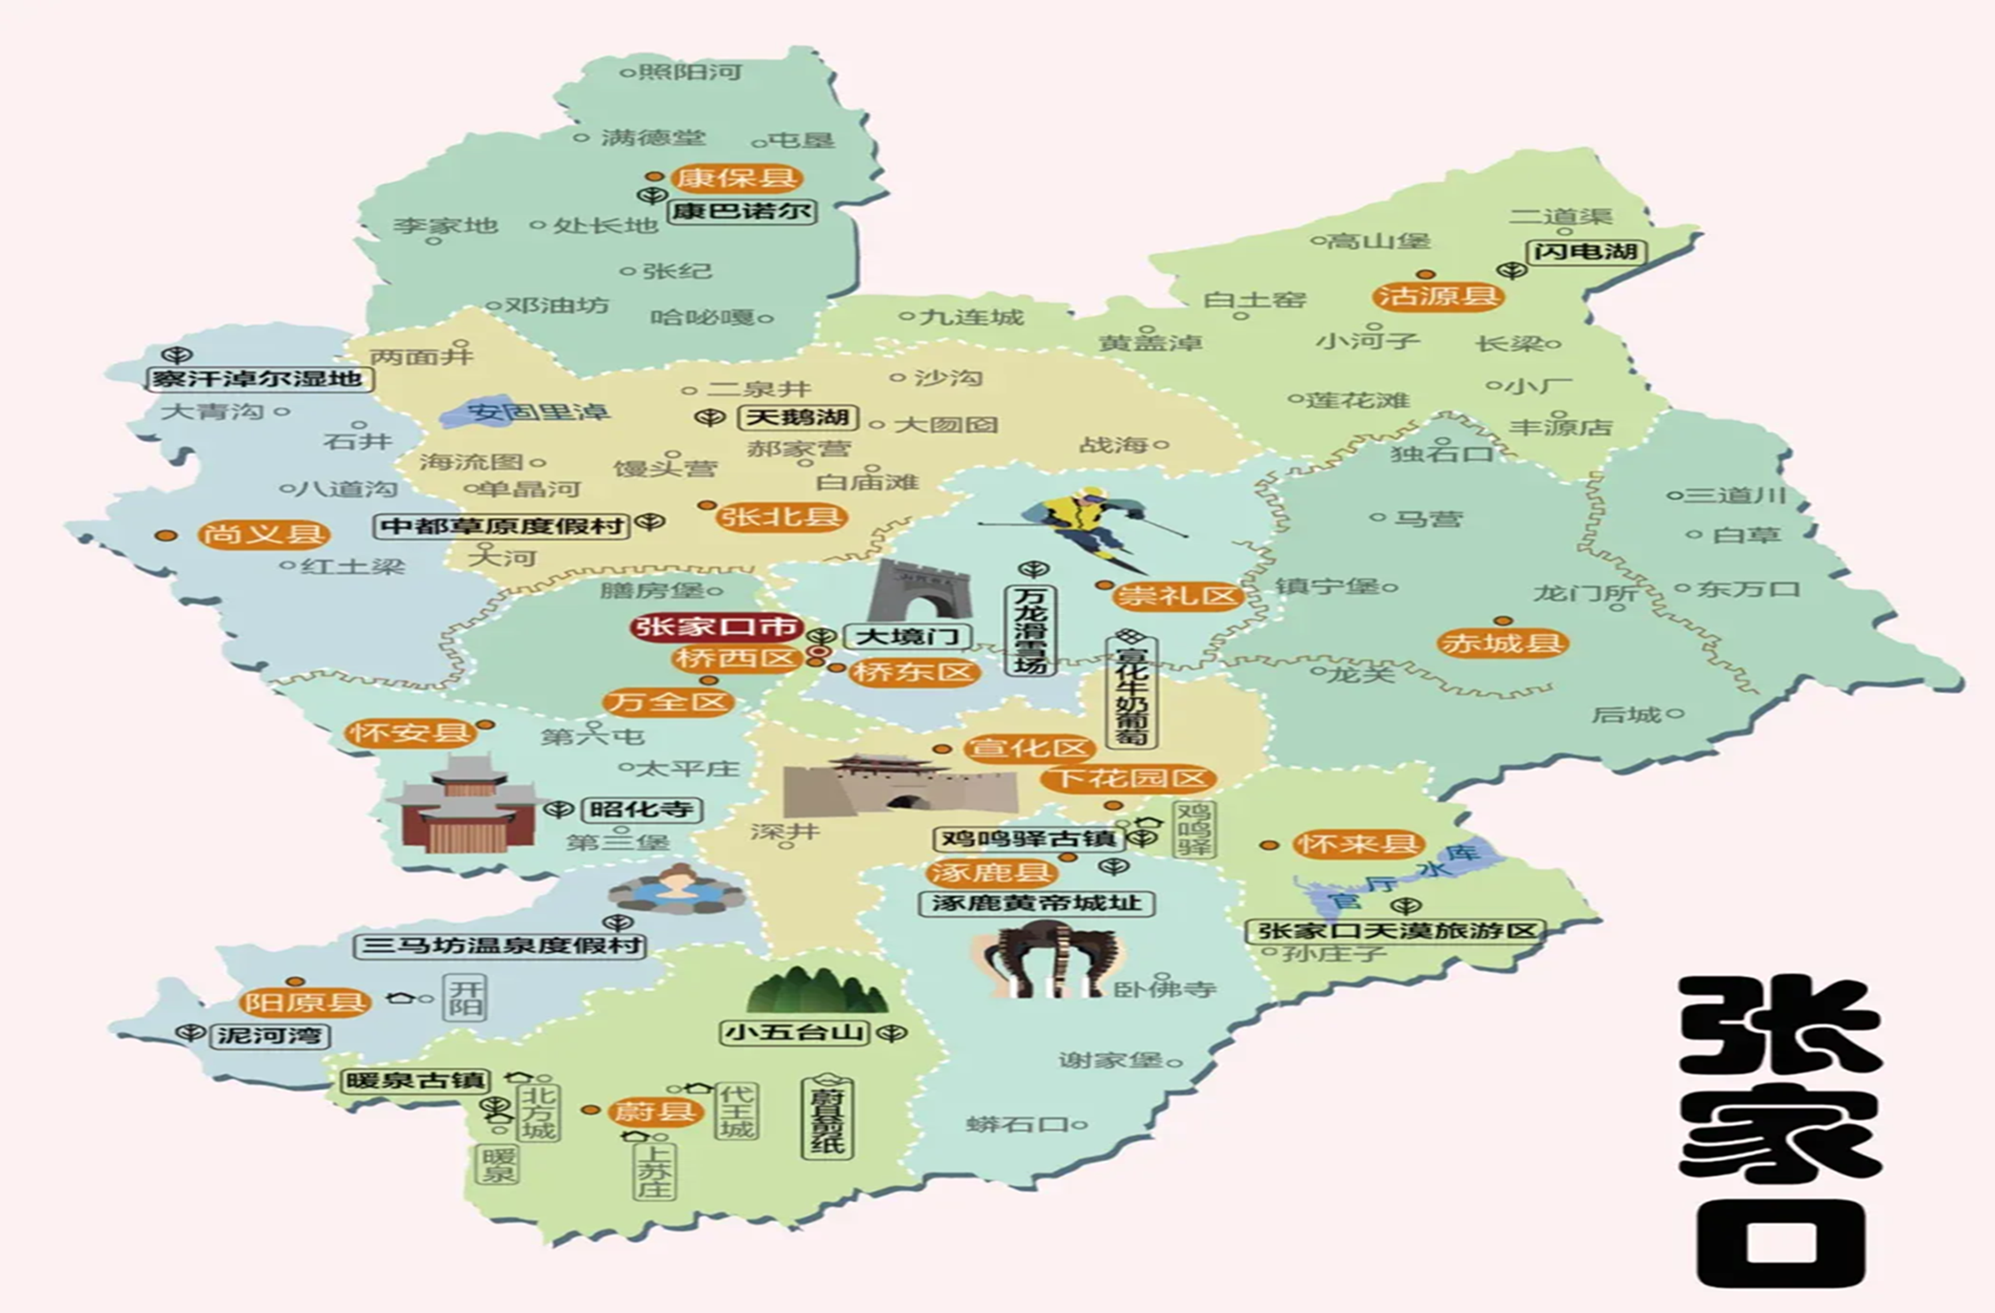 照阳河
满德堂
屯垦
康保县
康巴诺尔
李家地
处长地
张纪
邓油坊
哈咇嘎
二道渠
高山堡
闪电湖
沽源县
白土窑
九连城
黄盖淖
小河子
长梁
小厂
莲花滩
丰源店
察汗淖尔湿地
大青沟
石井
八道沟
尚义县
红土梁
两面井
安固里淖
二泉井
沙沟
天鹅湖
大囫囵
郝家营
战海
海流图
馒头营
白庙滩
单晶河
中都草原度假村
张北县
大河
独石口
马营
镇宁堡
龙门所
赤城县
龙关
后城
三道川
白草
东万口
膳房堡
张家口市
大境门
桥西区
桥东区
万全区
万龙滑雪场
崇礼区
宣化牛奶葡萄
怀安县
第六屯
太平庄
昭化寺
第三堡
宣化区
下花园区
深井
鸡鸣驿古镇
鸡鸣驿
涿鹿县
涿鹿黄帝城址
怀来县
官厅水库
张家口天漠旅游区
孙庄子
卧佛寺
谢家堡
蟒石口
三马坊温泉度假村
阳原县
开阳
泥河湾
小五台山
暖泉古镇
北方城
暖泉
蔚县
代王城
上苏庄
蔚县剪纸
张家口